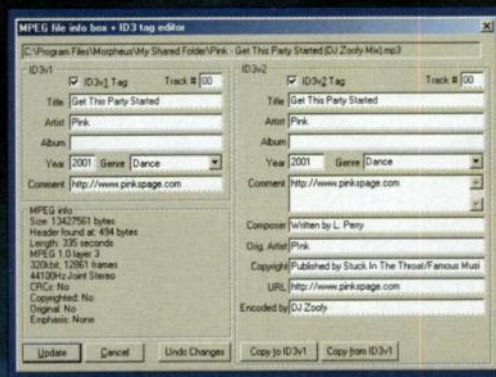 MPEG file info box + ID3 tag editor
C:\Program Files\Morpheus\My Shared Folder\Pink - Get This Party Started (DJ Zoofy Mix).mp3
ID3v1
ID3v1 Tag Track # 00
Title Get This Party Started
Artist Pink
Album
Year 2001 Genre Dance
Comment http://www.pinkspage.com
MPEG info
Size: 13427561 bytes
Header found at: 494 bytes
Length: 335 seconds
MPEG 1.0 layer 3
320kbit, 12861 frames
44100Hz Joint Stereo
CRCs: No
Copyrighted: No
Original: No
Emphasis: None
Update Cancel Undo Changes
ID3v2
ID3v2 Tag Track # 00
Title Get This Party Started
Artist Pink
Album
Year 2001 Genre Dance
Comment http://www.pinkspage.com
Composer Written by L. Perry
Orig. Artist Pink
Copyright Published by Stuck In The Throat/Famous Musi
URL http://www.pinkspage.com
Encoded by DJ Zoofy
Copy to ID3v1 Copy from ID3v1